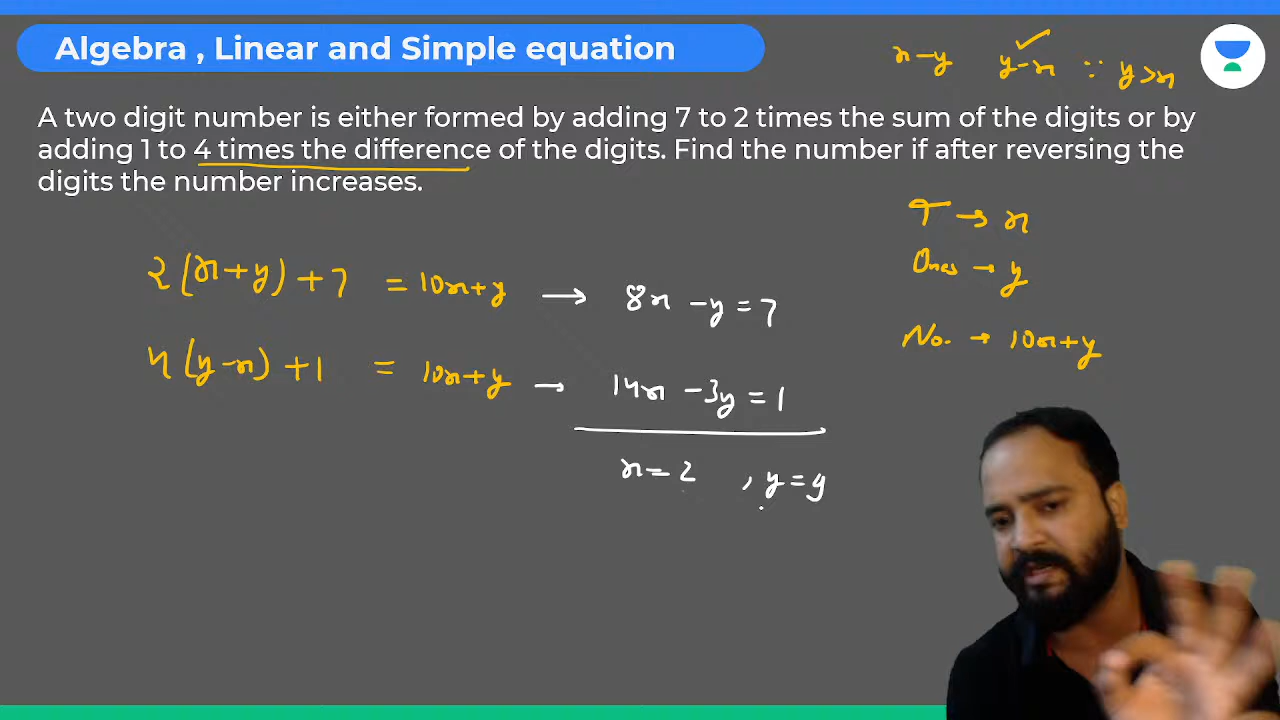 Algebra , Linear and Simple equation
x-y y-x ✓ ∵ y>x
A two digit number is either formed by adding 7 to 2 times the sum of the digits or by
adding 1 to 4 times the difference of the digits. Find the number if after reversing the
digits the number increases.
T → x
Ones → y
No. → 10x+y
2(x+y)+7 = 10x+y → 8x-y=7
4(y-x)+1 = 10x+y → 14x-3y=1
x=2 , y=9